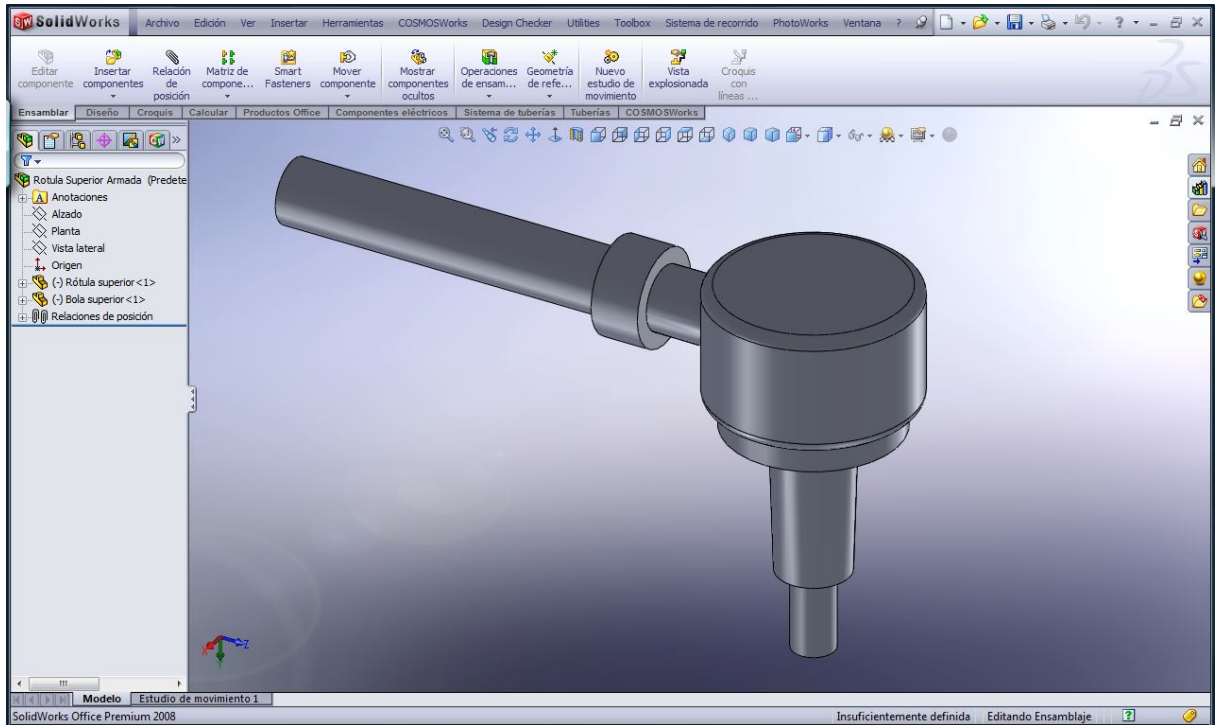 SolidWorks Archivo Edición Ver Insertar Herramientas COSMOSWorks Design Checker Utilities Toolbox Sistema de recorrido PhotoWorks Ventana ?
Editar componente
Insertar componentes
Relación de posición
Matriz de compone...
Smart Fasteners
Mover componente
Mostrar componentes ocultos
Operaciones de ensam...
Geometría de refe...
Nuevo estudio de movimiento
Vista explosionada
Croquis con líneas ...
Ensamblar Diseño Croquis Calcular Productos Office Componentes eléctricos Sistema de tuberías Tuberías COSMOSWorks
Rotula Superior Armada (Predete
Anotaciones
Alzado
Planta
Vista lateral
Origen
(-) Rótula superior<1>
(-) Bola superior<1>
Relaciones de posición
X Z Y
Modelo Estudio de movimiento 1
SolidWorks Office Premium 2008 Insuficientemente definida Editando Ensamblaje ?